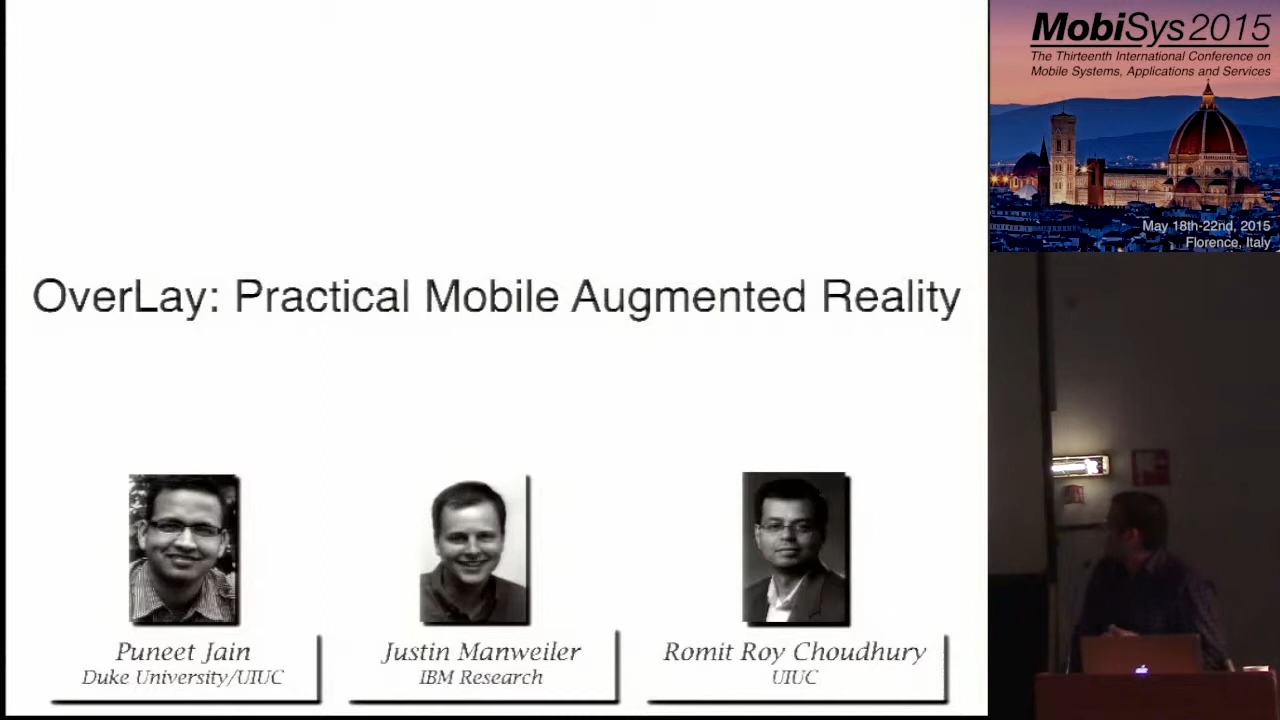 OverLay: Practical Mobile Augmented Reality
Puneet Jain
Duke University/UIUC
Justin Manweiler
IBM Research
Romit Roy Choudhury
UIUC
MobiSys 2015
The Thirteenth International Conference on
Mobile Systems, Applications and Services
May 18th-22nd, 2015
Florence, Italy